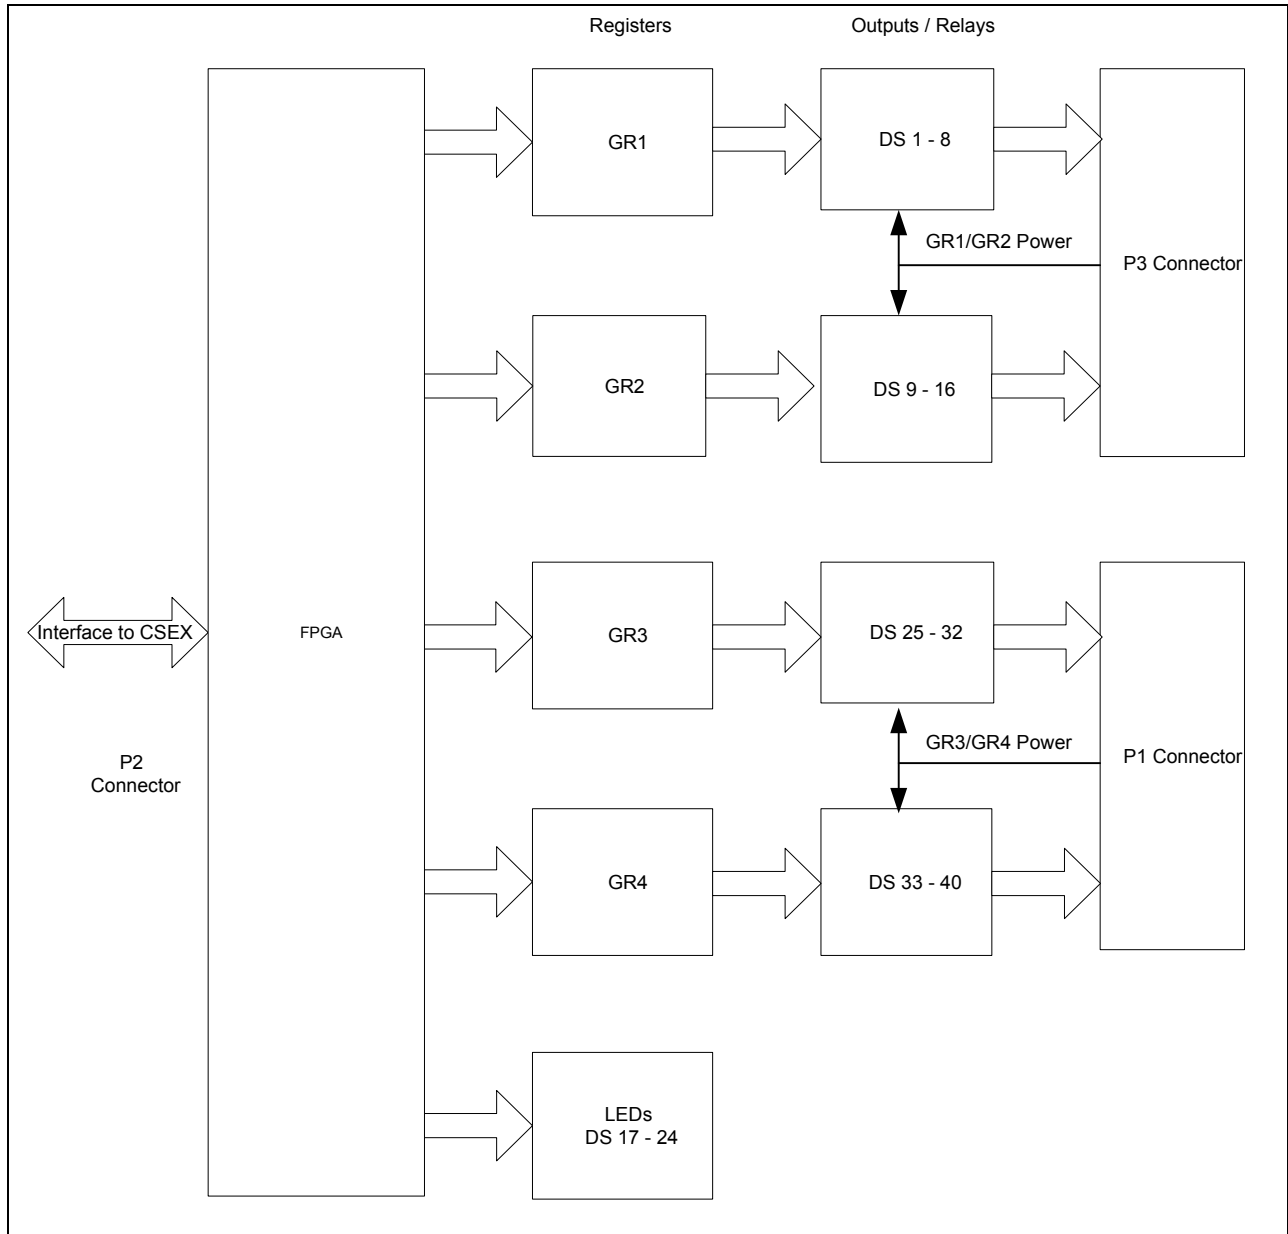 Registers
Outputs / Relays
GR1
DS 1 - 8
GR1/GR2 Power
P3 Connector
GR2
DS 9 - 16
Interface to CSEX
FPGA
GR3
DS 25 - 32
GR3/GR4 Power
P1 Connector
P2
Connector
GR4
DS 33 - 40
LEDs
DS 17 - 24